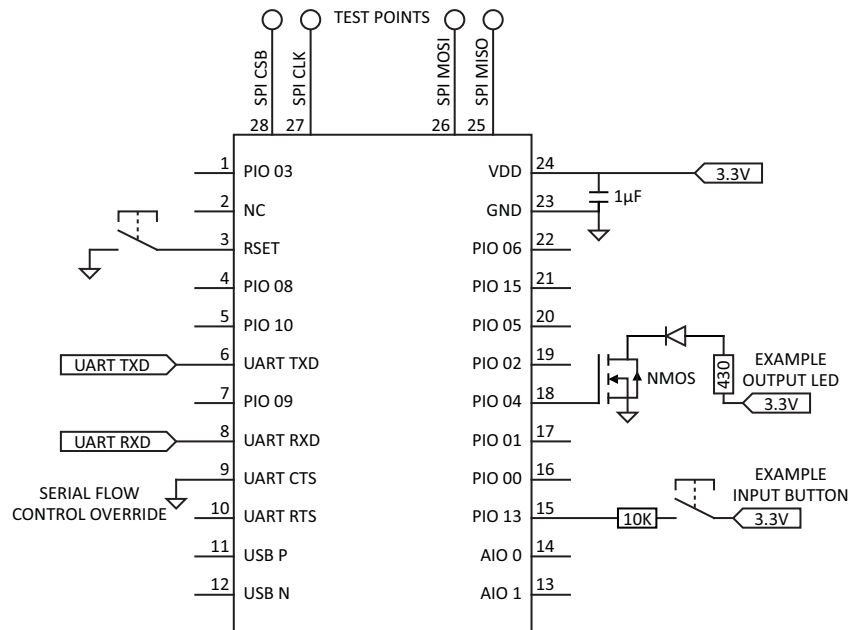 TEST POINTS
SPI CSB
SPI CLK
SPI MOSI
SPI MISO
28
27
26
25
1 PIO 03
2 NC
3 RSET
4 PIO 08
5 PIO 10
UART TXD 6 UART TXD
7 PIO 09
UART RXD 8 UART RXD
9 UART CTS
SERIAL FLOW
CONTROL OVERRIDE
10 UART RTS
11 USB P
12 USB N
VDD 24
3.3V
1µF
GND 23
PIO 06 22
PIO 15 21
PIO 05 20
PIO 02 19
NMOS
430
EXAMPLE
OUTPUT LED
3.3V
PIO 04 18
PIO 01 17
PIO 00 16
EXAMPLE
INPUT BUTTON
PIO 13 15
10K
3.3V
AIO 0 14
AIO 1 13